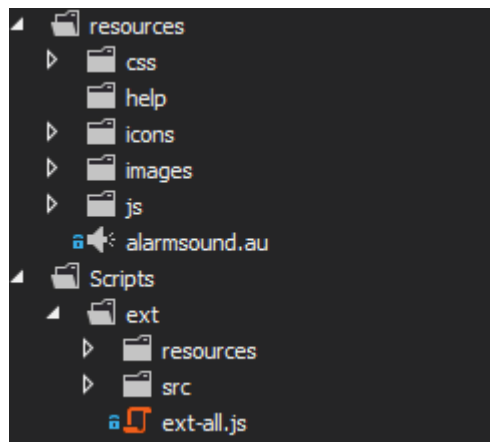 resources
css
help
icons
images
js
alarmsound.au
Scripts
ext
resources
src
ext-all.js